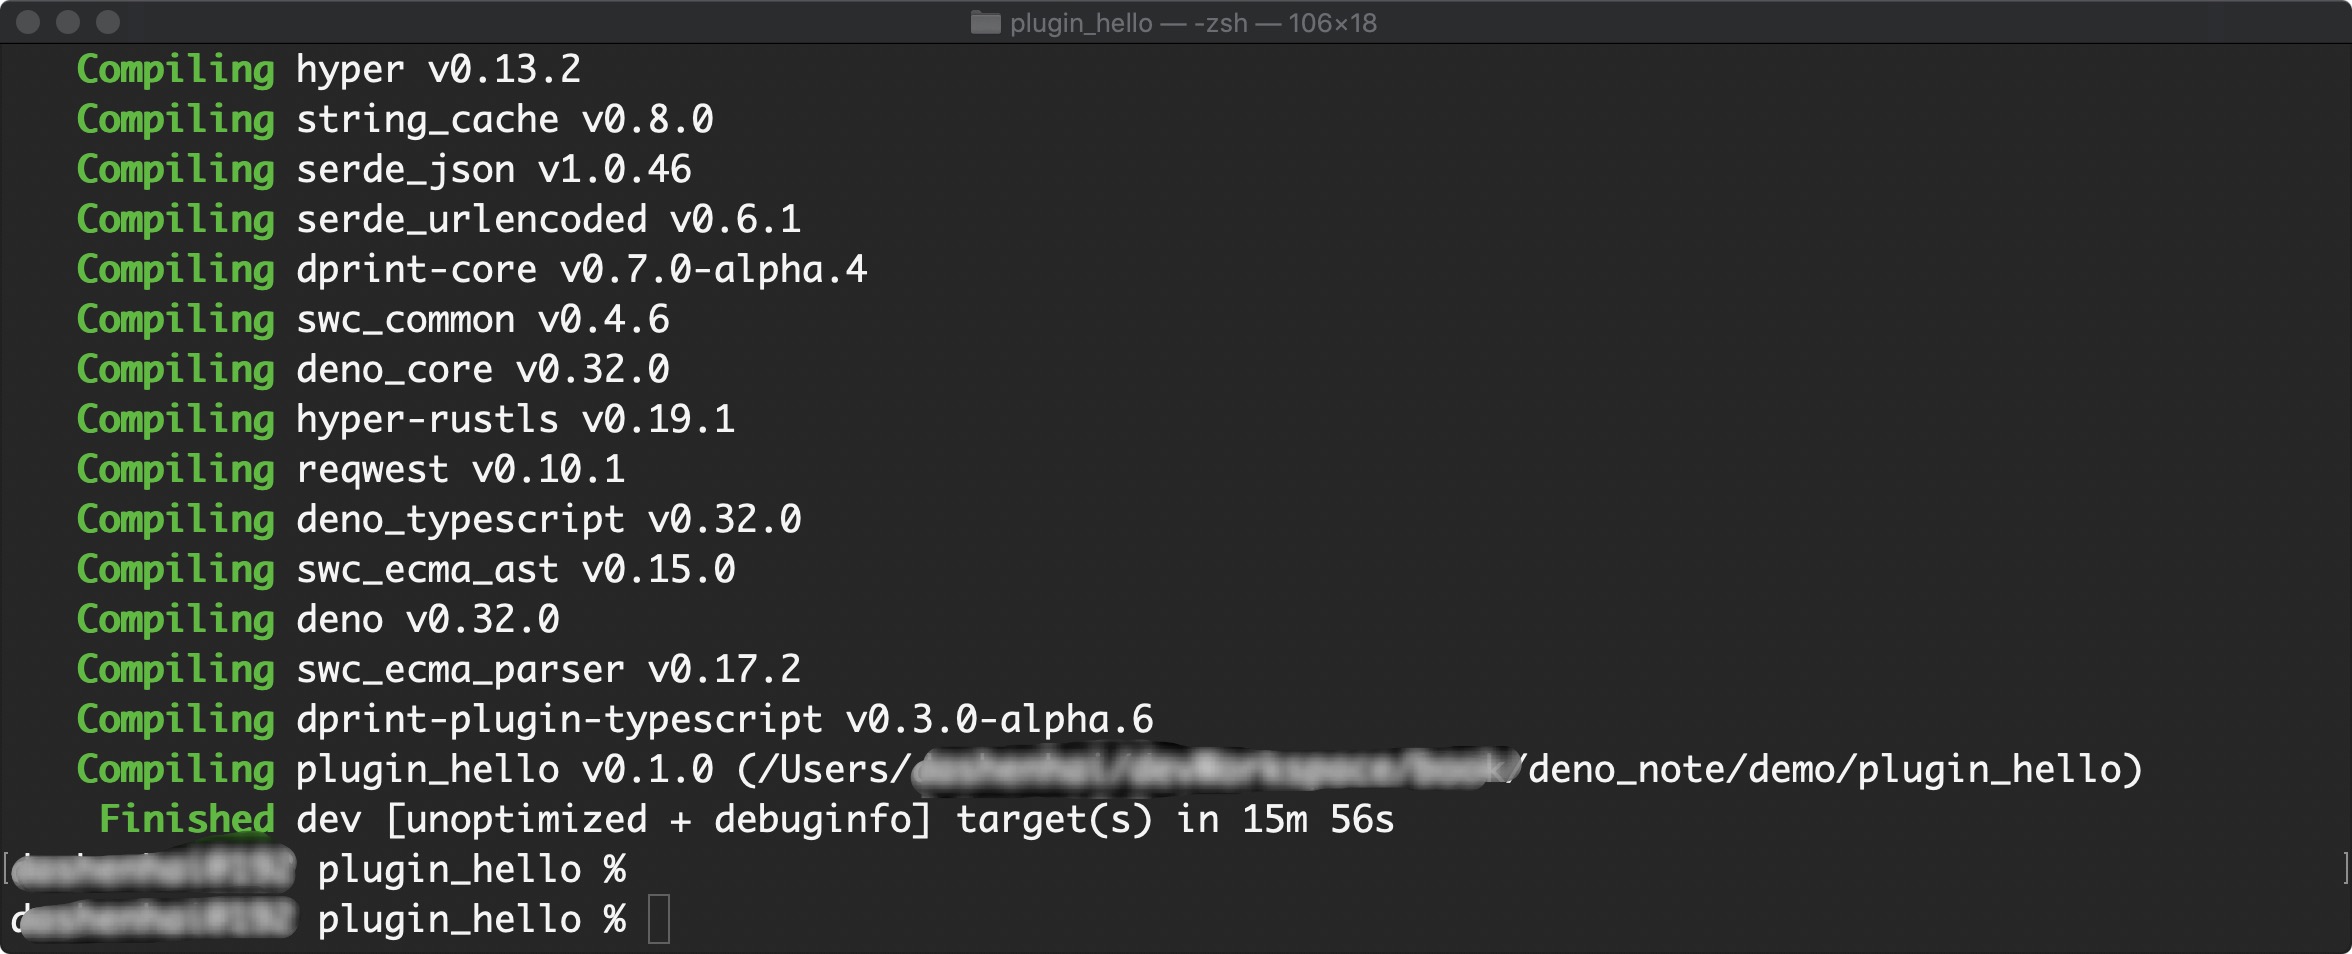 plugin_hello — -zsh — 106×18
Compiling hyper v0.13.2
Compiling string_cache v0.8.0
Compiling serde_json v1.0.46
Compiling serde_urlencoded v0.6.1
Compiling dprint-core v0.7.0-alpha.4
Compiling swc_common v0.4.6
Compiling deno_core v0.32.0
Compiling hyper-rustls v0.19.1
Compiling reqwest v0.10.1
Compiling deno_typescript v0.32.0
Compiling swc_ecma_ast v0.15.0
Compiling deno v0.32.0
Compiling swc_ecma_parser v0.17.2
Compiling dprint-plugin-typescript v0.3.0-alpha.6
Compiling plugin_hello v0.1.0 (/Users/ /deno_note/demo/plugin_hello)
Finished dev [unoptimized + debuginfo] target(s) in 15m 56s
plugin_hello %
plugin_hello %